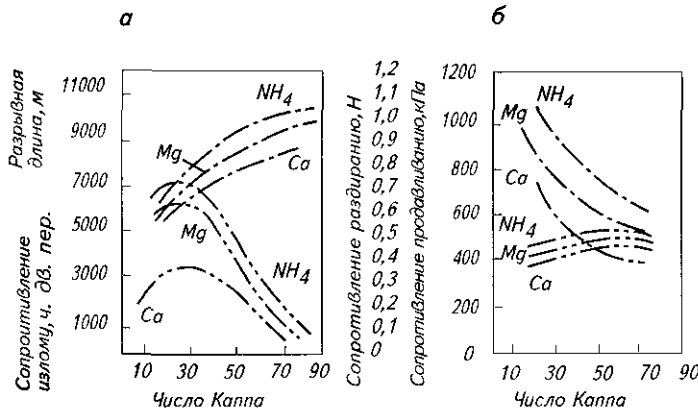 а
Разрывная
длина, м
Сопротивление
излому, ч. дв. пер.
11000
9000
7000
5000
3000
1000
NH4
Mg
Ca
Mg
NH4
Ca
10 30 50 70 90
Число Каппа
б
Сопротивление раздиранию, Н
1,2
1,1
1,0
0,9
0,8
0,7
0,6
0,5
0,4
0,3
0,2
0,1
0
Сопротивление продавливанию, кПа
1200
1000
800
600
400
200
0
NH4
Mg
Ca
NH4
Mg
Ca
10 30 50 70 90
Число Каппа